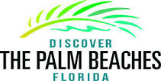 DISCOVER
THE PALM BEACHES
FLORIDA